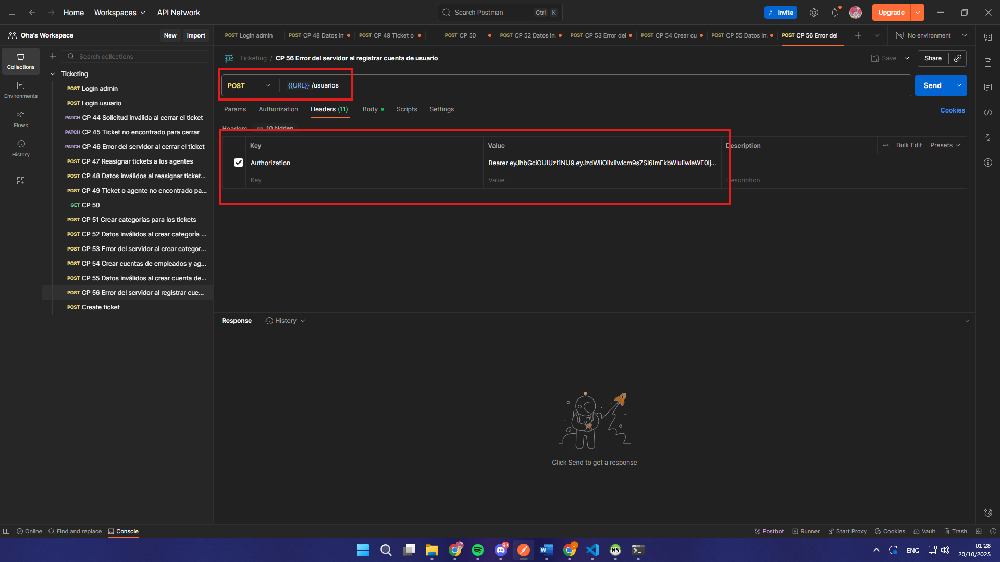 Home
Workspaces
API Network
Search Postman
Ctrl
K
Invite
Upgrade
Oha's Workspace
New
Import
POST Login admin
POST CP 48 Datos in
POST CP 49 Ticket o
POST CP 50
POST CP 52 Datos in
POST CP 53 Error del
POST CP 54 Crear cu
POST CP 55 Datos in
POST CP 56 Error del
No environment
Collections
Environments
Flows
History
Search collections
Ticketing
POST Login admin
POST Login usuario
PATCH CP 44 Solicitud inválida al cerrar el ticket
PATCH CP 45 Ticket no encontrado para cerrar
PATCH CP 46 Error del servidor al cerrar el ticket
POST CP 47 Reasignar tickets a los agentes
POST CP 48 Datos inválidos al reasignar ticket...
POST CP 49 Ticket o agente no encontrado pa...
GET CP 50
POST CP 51 Crear categorías para los tickets
POST CP 52 Datos inválidos al crear categoría ...
POST CP 53 Error del servidor al crear categor...
POST CP 54 Crear cuentas de empleados y ag...
POST CP 55 Datos inválidos al crear cuenta de...
POST CP 56 Error del servidor al registrar cue...
POST Create ticket
HTTP
Ticketing / CP 56 Error del servidor al registrar cuenta de usuario
Save
Share
POST
{{URL}} /usuarios
Send
Params
Authorization
Headers (11)
Body
Scripts
Settings
Cookies
Headers
10 hidden
Key
Value
Description
Bulk Edit
Presets
Authorization
Key
Value
Description
Response
History
Click Send to get a response
Online
Find and replace
Console
Postbot
Runner
Start Proxy
Cookies
Vault
Trash
9+
J
W
HS
ENG
01:28
20/10/2025